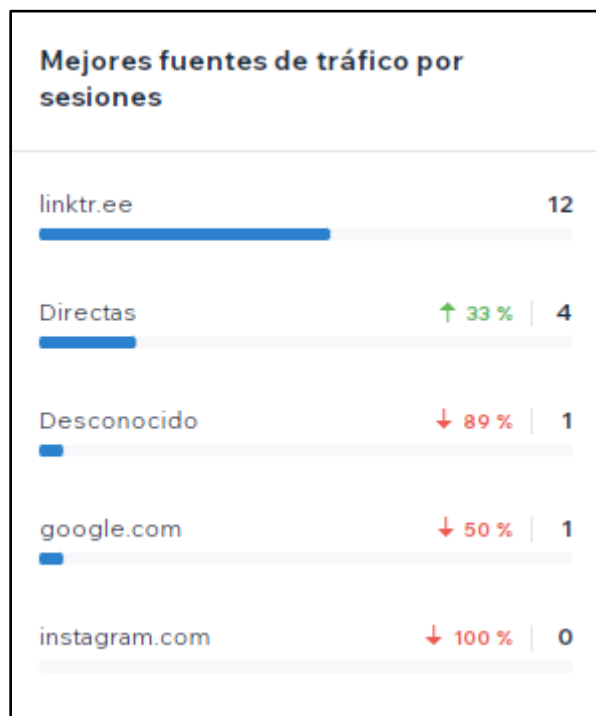 Mejores fuentes de tráfico por
sesiones
linktr.ee 12
Directas ↑ 33 % 4
Desconocido ↓ 89 % 1
google.com ↓ 50 % 1
instagram.com ↓ 100 % 0